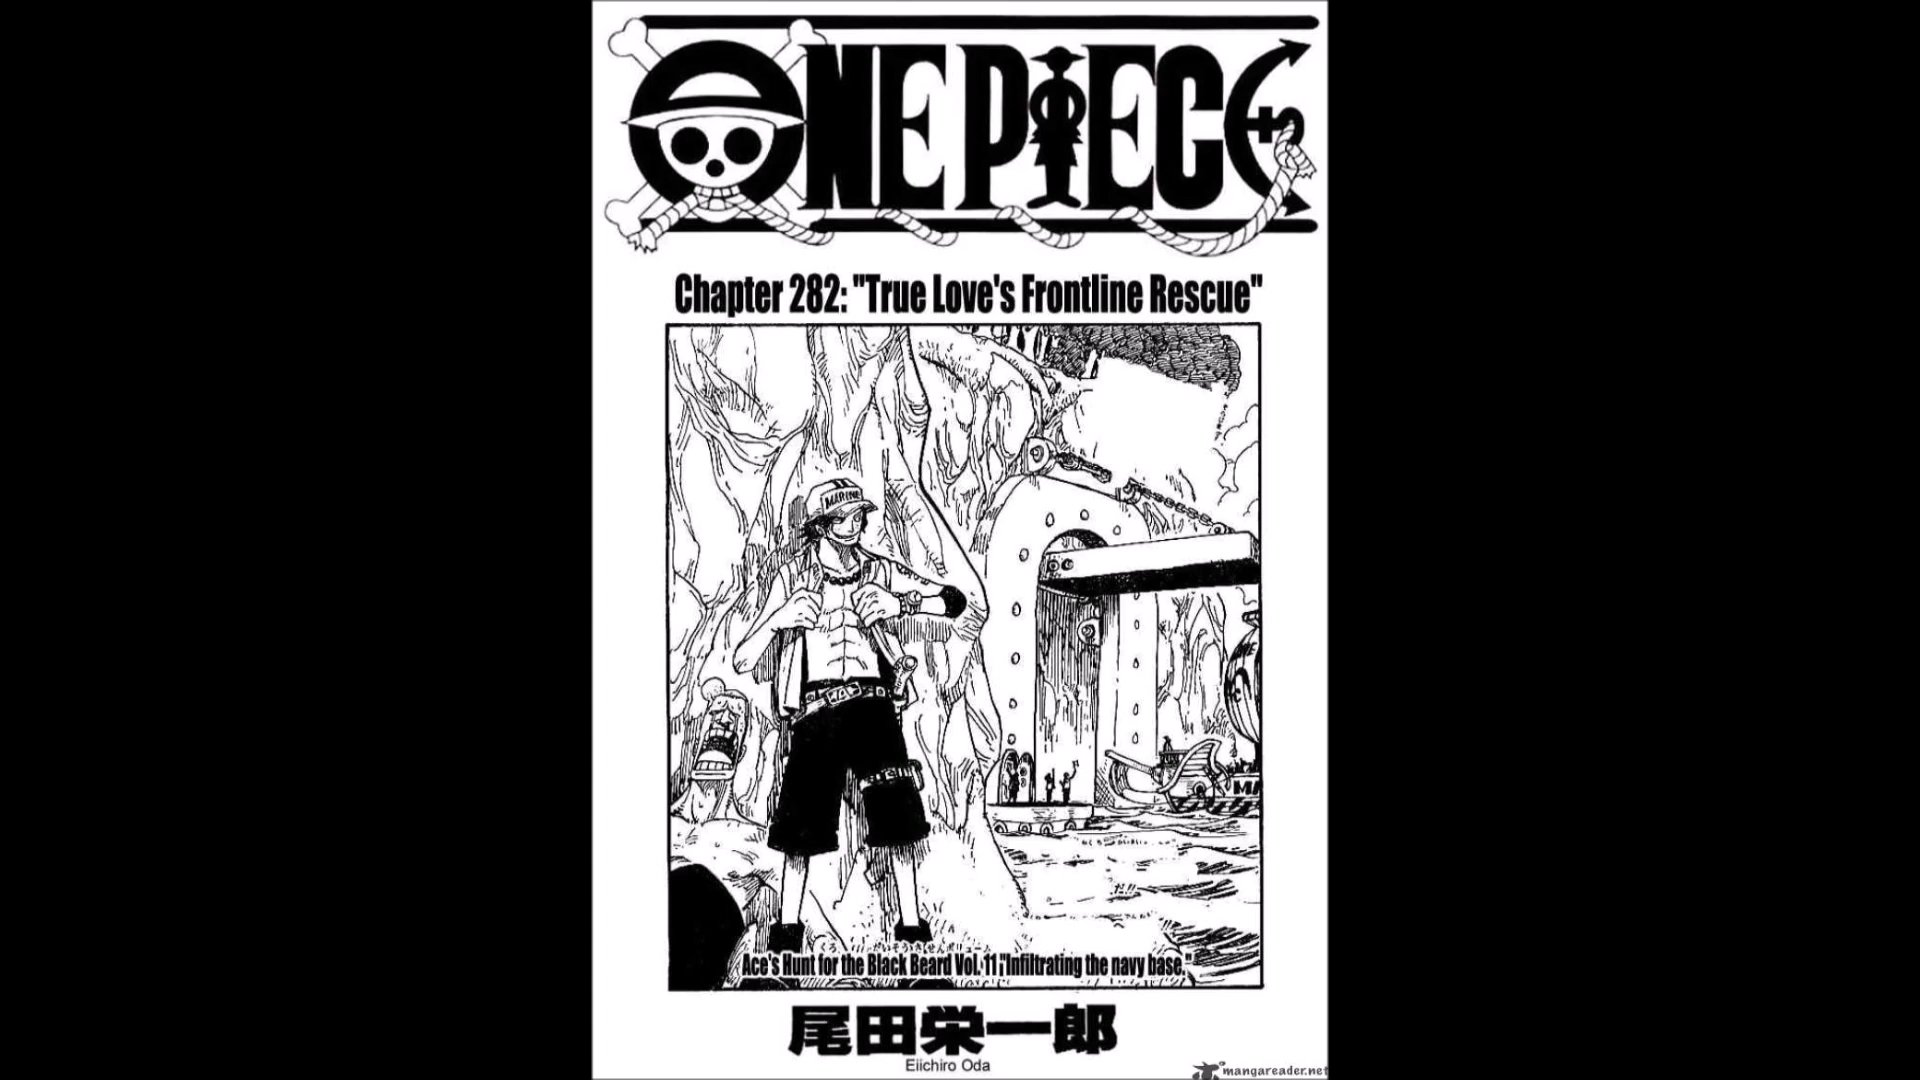 ONE PIECE
Chapter 282: "True Love's Frontline Rescue"
MARINE
Ace's Hunt for the Black Beard Vol. 11,"Infiltrating the navy base."
尾田栄一郎
Eiichiro Oda
mangareader.net